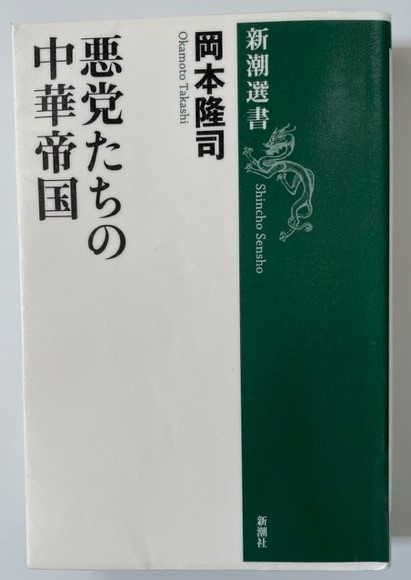 新潮選書
Shincho Sensho
岡本隆司
Okamoto Takashi
悪党たちの
中華帝国
新潮社